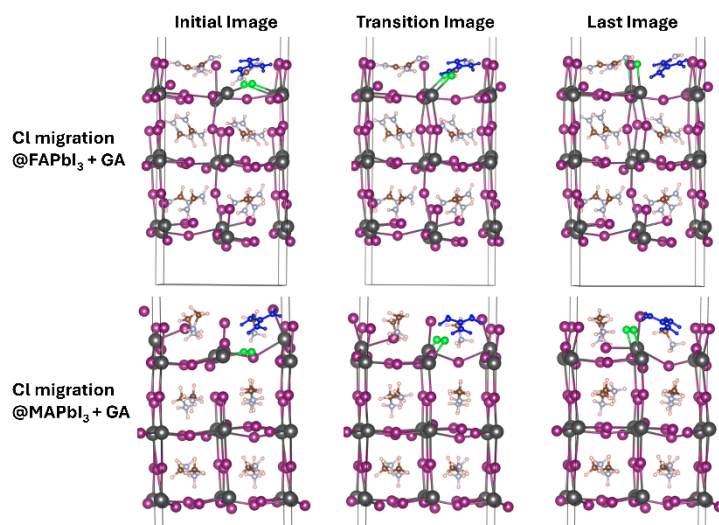 Initial Image
Transition Image
Last Image
Cl migration
@FAPbI₃ + GA
Cl migration
@MAPbI₃ + GA